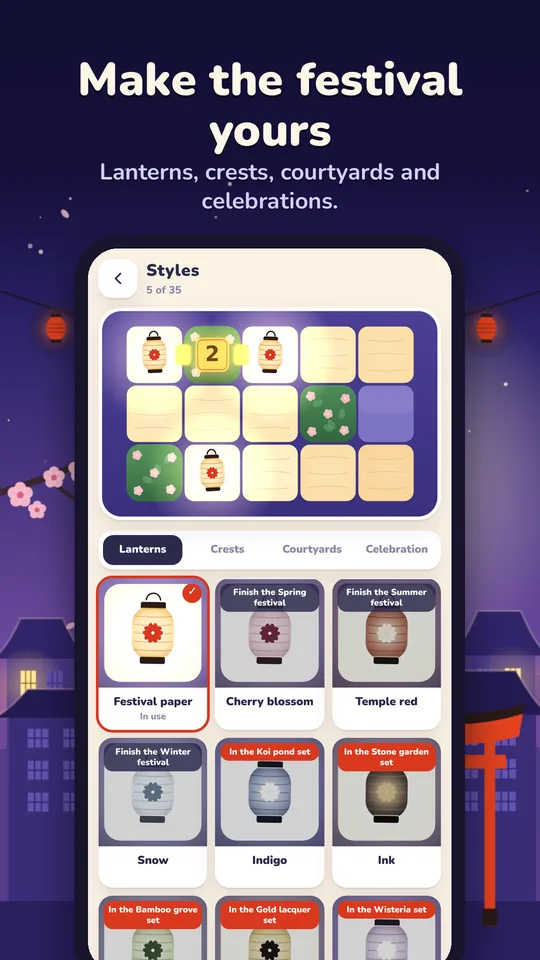 Make the festival
yours
Lanterns, crests, courtyards and
celebrations.
Styles
5 of 35
2
Lanterns
Crests
Courtyards
Celebration
Finish the Spring
festival
Finish the Summer
festival
Festival paper
In use
Cherry blossom
Temple red
Finish the Winter
festival
In the Koi pond set
In the Stone garden
set
Snow
Indigo
Ink
In the Bamboo grove
set
In the Gold lacquer
set
In the Wisteria set